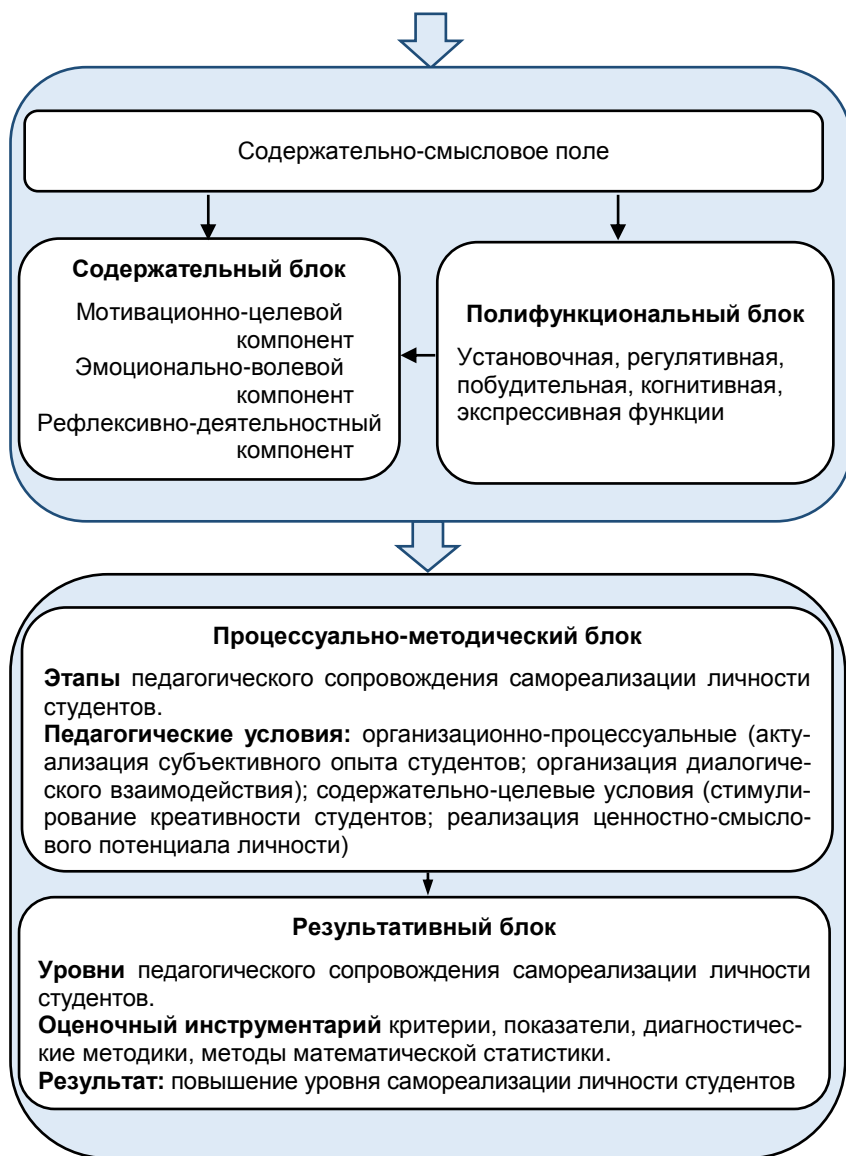 Содержательно-смысловое поле
Содержательный блок
Мотивационно-целевой
компонент
Эмоционально-волевой
компонент
Рефлексивно-деятельностный
компонент
Полифункциональный блок
Установочная, регулятивная,
побудительная, когнитивная,
экспрессивная функции
Процессуально-методический блок
Этапы педагогического сопровождения самореализации личности
студентов.
Педагогические условия: организационно-процессуальные (акту-
ализация субъективного опыта студентов; организация диалогиче-
ского взаимодействия); содержательно-целевые условия (стимули-
рование креативности студентов; реализация ценностно-смысло-
вого потенциала личности)
Результативный блок
Уровни педагогического сопровождения самореализации личности
студентов.
Оценочный инструментарий критерии, показатели, диагностичес-
кие методики, методы математической статистики.
Результат: повышение уровня самореализации личности студентов